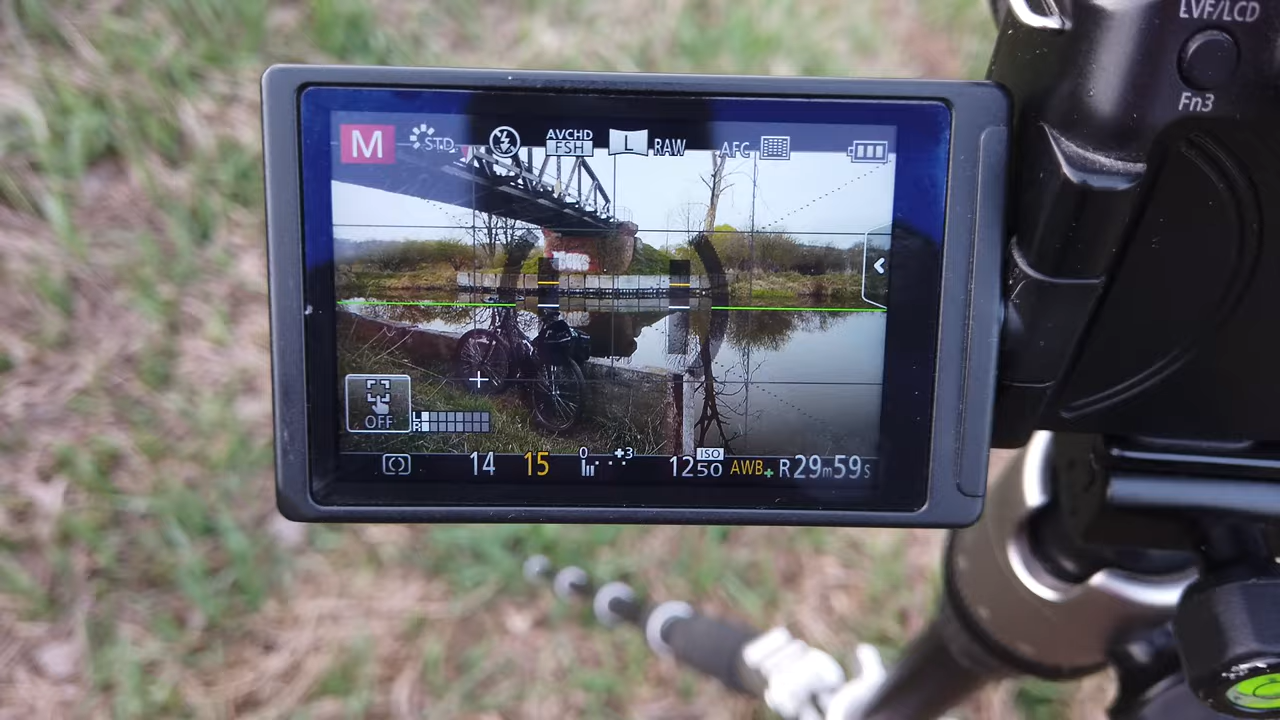 LVF/LCD
Fn3
M
STD.
AVCHD
FSH
L
RAW
AFC
OFF
L
R
14
15
0
+3
ISO
1250
AWB
R29m59s